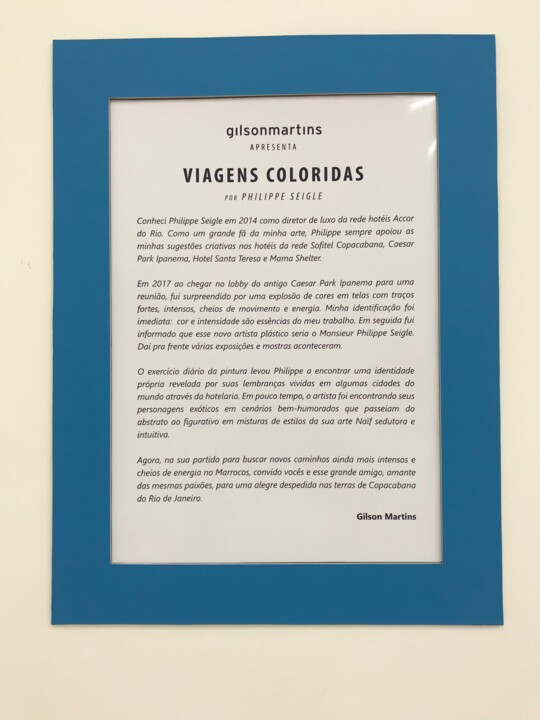 gilsonmartins
APRESENTA
VIAGENS COLORIDAS
POR PHILIPPE SEIGLE
Conheci Philippe Seigle em 2014 como diretor de luxo da rede hotéis Accor
do Rio. Como um grande fã da minha arte, Philippe sempre apoiou as
minhas sugestões criativas nos hotéis da rede Sofitel Copacabana, Caesar
Park Ipanema, Hotel Santa Teresa e Mama Shelter.
Em 2017 ao chegar no lobby do antigo Caesar Park Ipanema para uma
reunião, fui surpreendido por uma explosão de cores em telas com traços
fortes, intensos, cheios de movimento e energia. Minha identificação foi
imediata: cor e intensidade são essências do meu trabalho. Em seguida fui
informado que esse novo artista plástico seria o Monsieur Philippe Seigle.
Daí pra frente várias exposições e mostras aconteceram.
O exercício diário da pintura levou Philippe a encontrar uma identidade
própria revelada por suas lembranças vividas em algumas cidades do
mundo através da hotelaria. Em pouco tempo, o artista foi encontrando seus
personagens exóticos em cenários bem-humorados que passeiam do
abstrato ao figurativo em misturas de estilos da sua arte Naïf sedutora e
intuitiva.
Agora, na sua partida para buscar novos caminhos ainda mais intensos e
cheios de energia no Marrocos, convido vocês e esse grande amigo, amante
das mesmas paixões, para uma alegre despedida nas terras de Copacabana
do Rio de Janeiro.
Gilson Martins